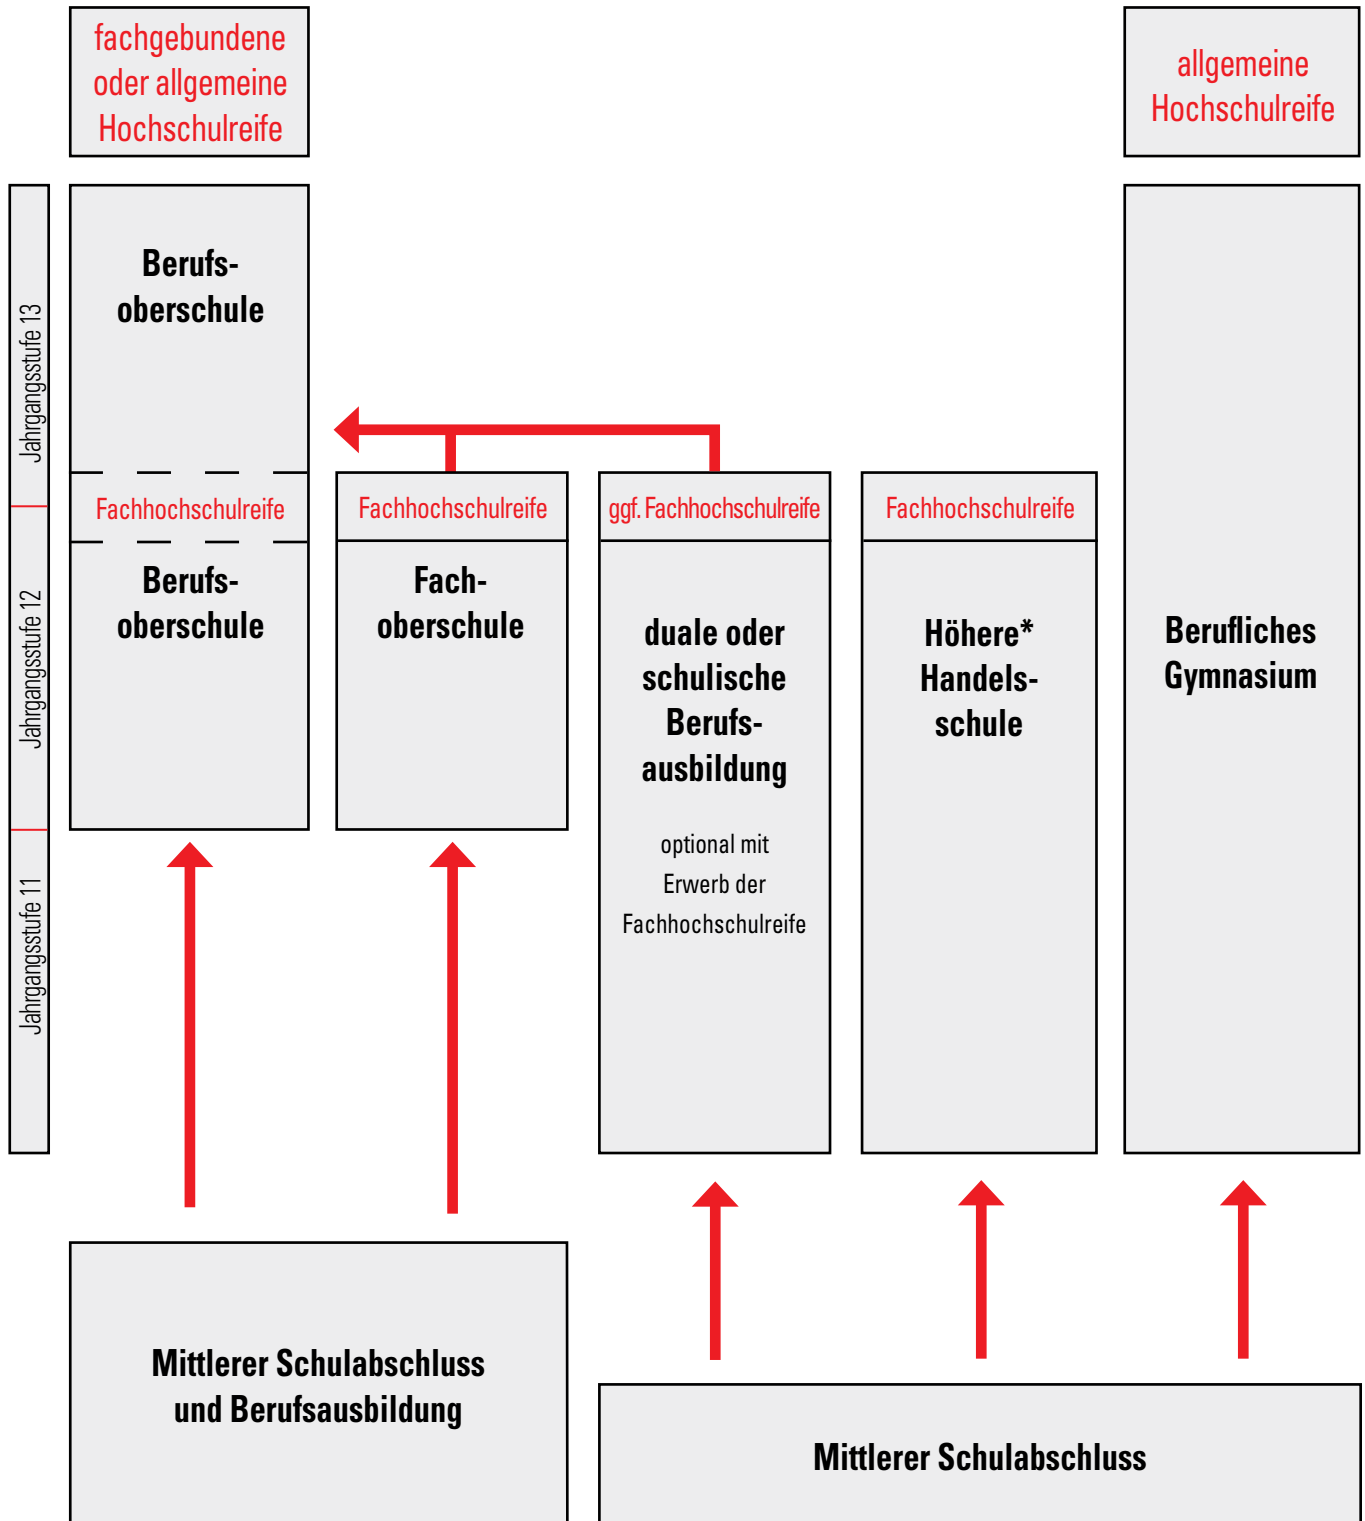 fachgebundene
oder allgemeine
Hochschulreife
allgemeine
Hochschulreife
Jahrgangsstufe 13
Jahrgangsstufe 12
Jahrgangsstufe 11
Berufs-
oberschule
Fachhochschulreife
Berufs-
oberschule
Fachhochschulreife
Fach-
oberschule
ggf. Fachhochschulreife
duale oder
schulische
Berufs-
ausbildung
optional mit
Erwerb der
Fachhochschulreife
Fachhochschulreife
Höhere*
Handels-
schule
Berufliches
Gymnasium
Mittlerer Schulabschluss
und Berufsausbildung
Mittlerer Schulabschluss